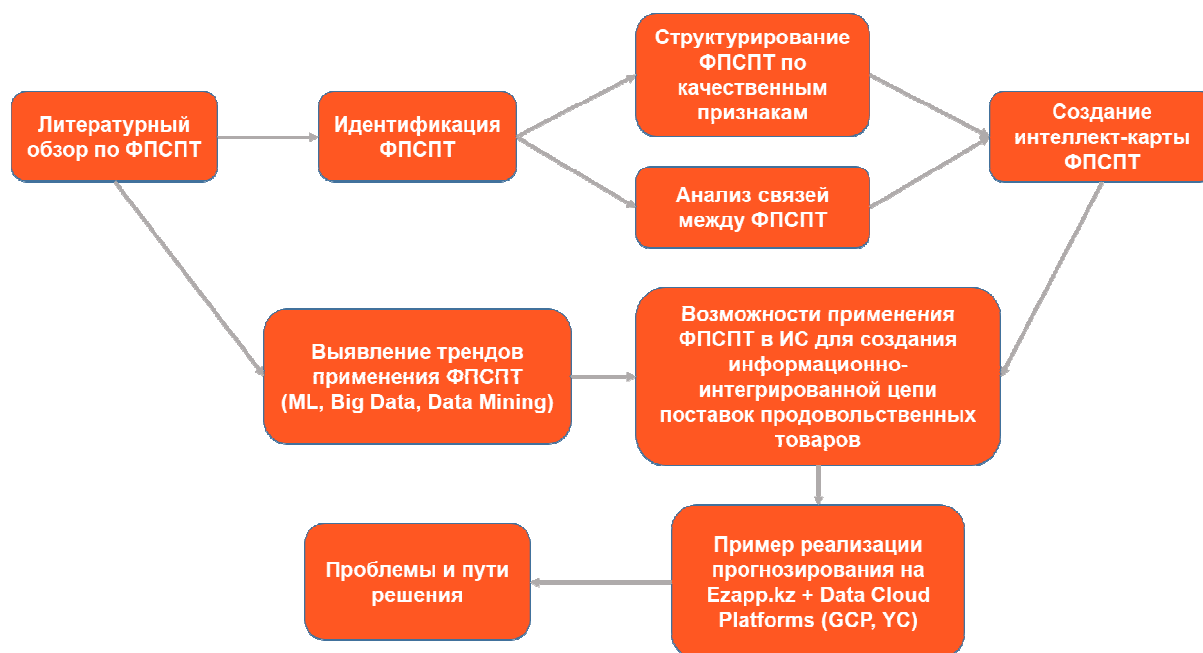 Литературный
обзор по ФПСПТ
Идентификация
ФПСПТ
Структурирование
ФПСПТ по
качественным
признакам
Анализ связей
между ФПСПТ
Создание
интеллект-карты
ФПСПТ
Выявление трендов
применения ФПСПТ
(ML, Big Data, Data Mining)
Возможности применения
ФПСПТ в ИС для создания
информационно-
интегрированной цепи
поставок продовольственных
товаров
Пример реализации
прогнозирования на
Ezapp.kz + Data Cloud
Platforms (GCP, YC)
Проблемы и пути
решения